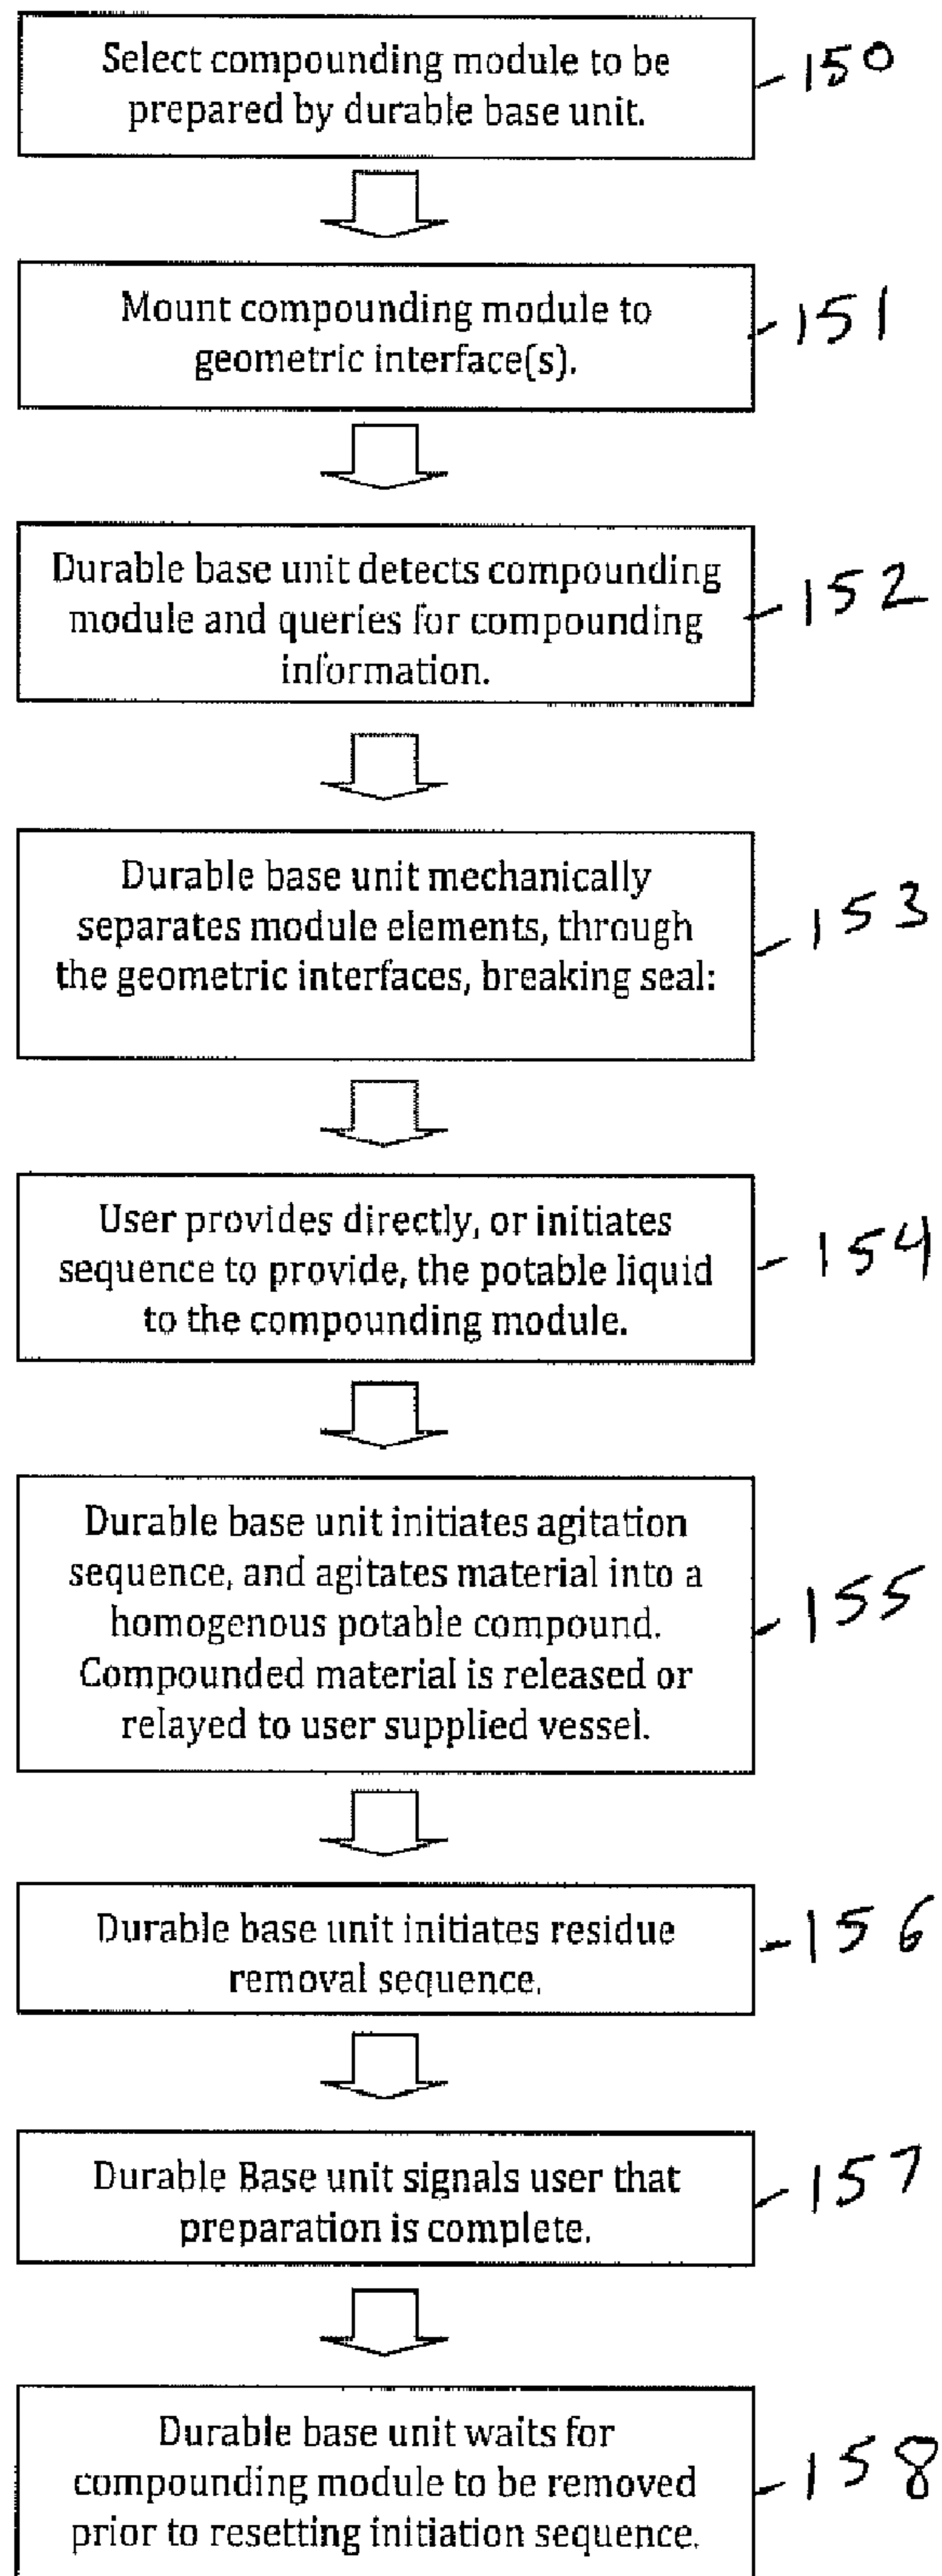 Select compounding module to be
prepared by durable base unit.
150
Mount compounding module to
geometric interface(s).
151
Durable base unit detects compounding
module and queries for compounding
information.
152
Durable base unit mechanically
separates module elements, through
the geometric interfaces, breaking seal:
153
User provides directly, or initiates
sequence to provide, the potable liquid
to the compounding module.
154
Durable base unit initiates agitation
sequence, and agitates material into a
homogenous potable compound.
Compounded material is released or
relayed to user supplied vessel.
155
Durable base unit initiates residue
removal sequence.
156
Durable Base unit signals user that
preparation is complete.
157
Durable base unit waits for
compounding module to be removed
prior to resetting initiation sequence.
158